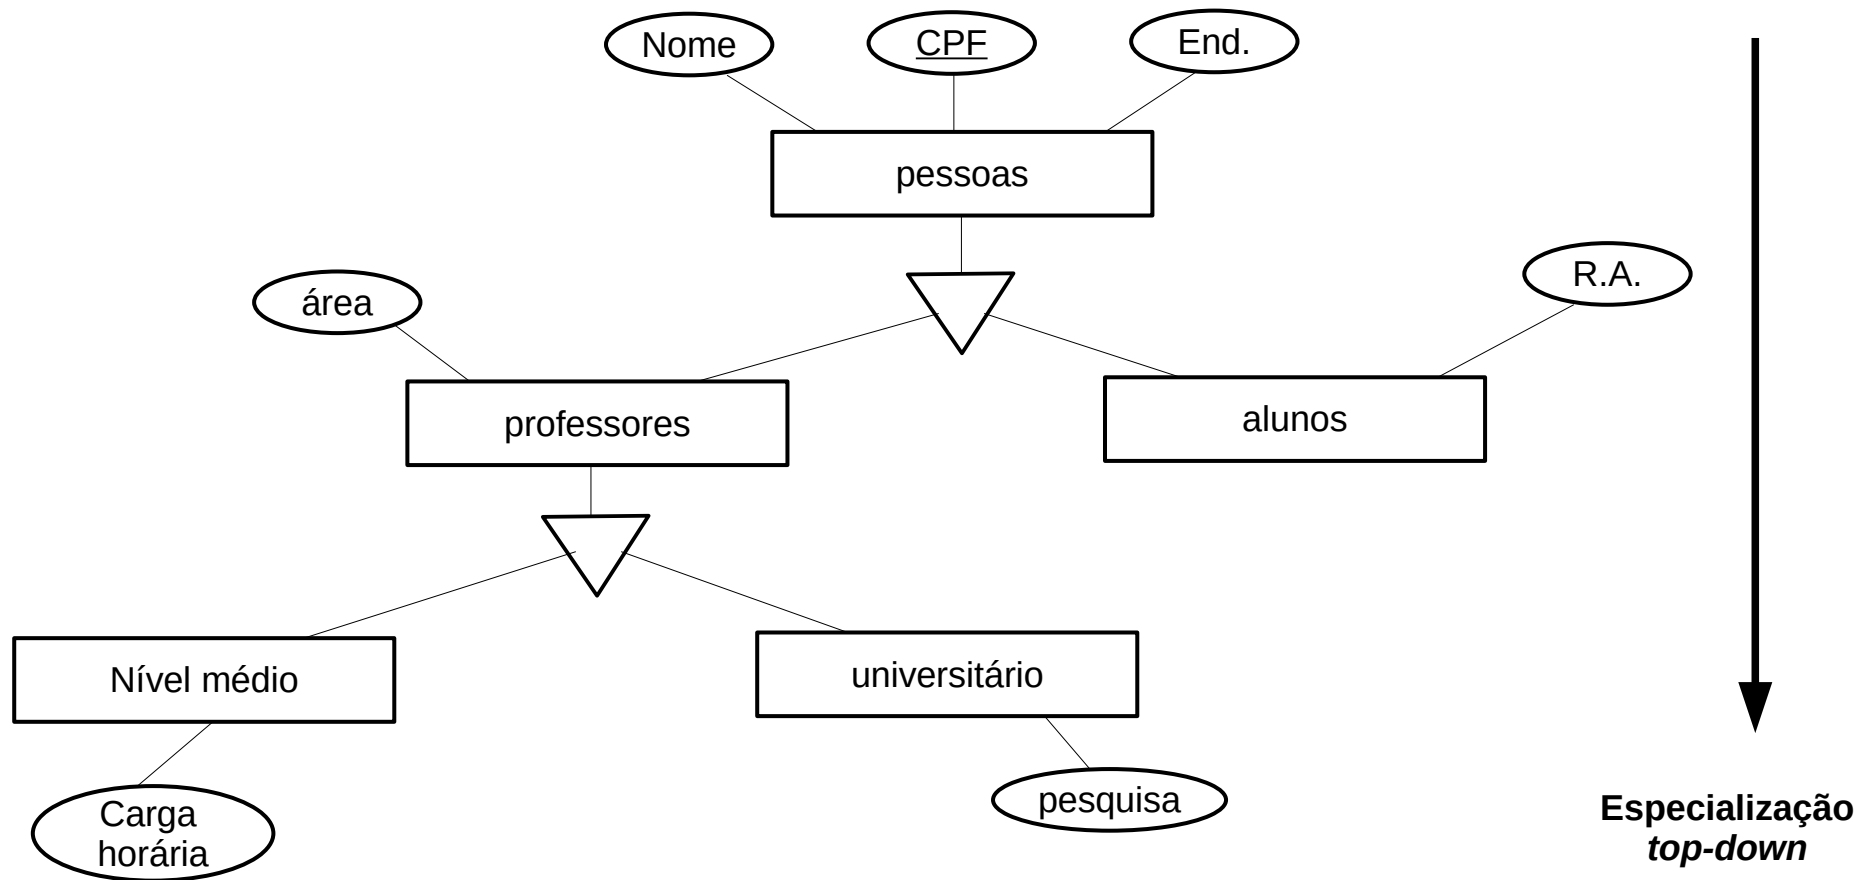 Nome
CPF
End.
pessoas
R.A.
área
alunos
professores
universitário
Nível médio
pesquisa
Carga
horária
Especialização
top-down